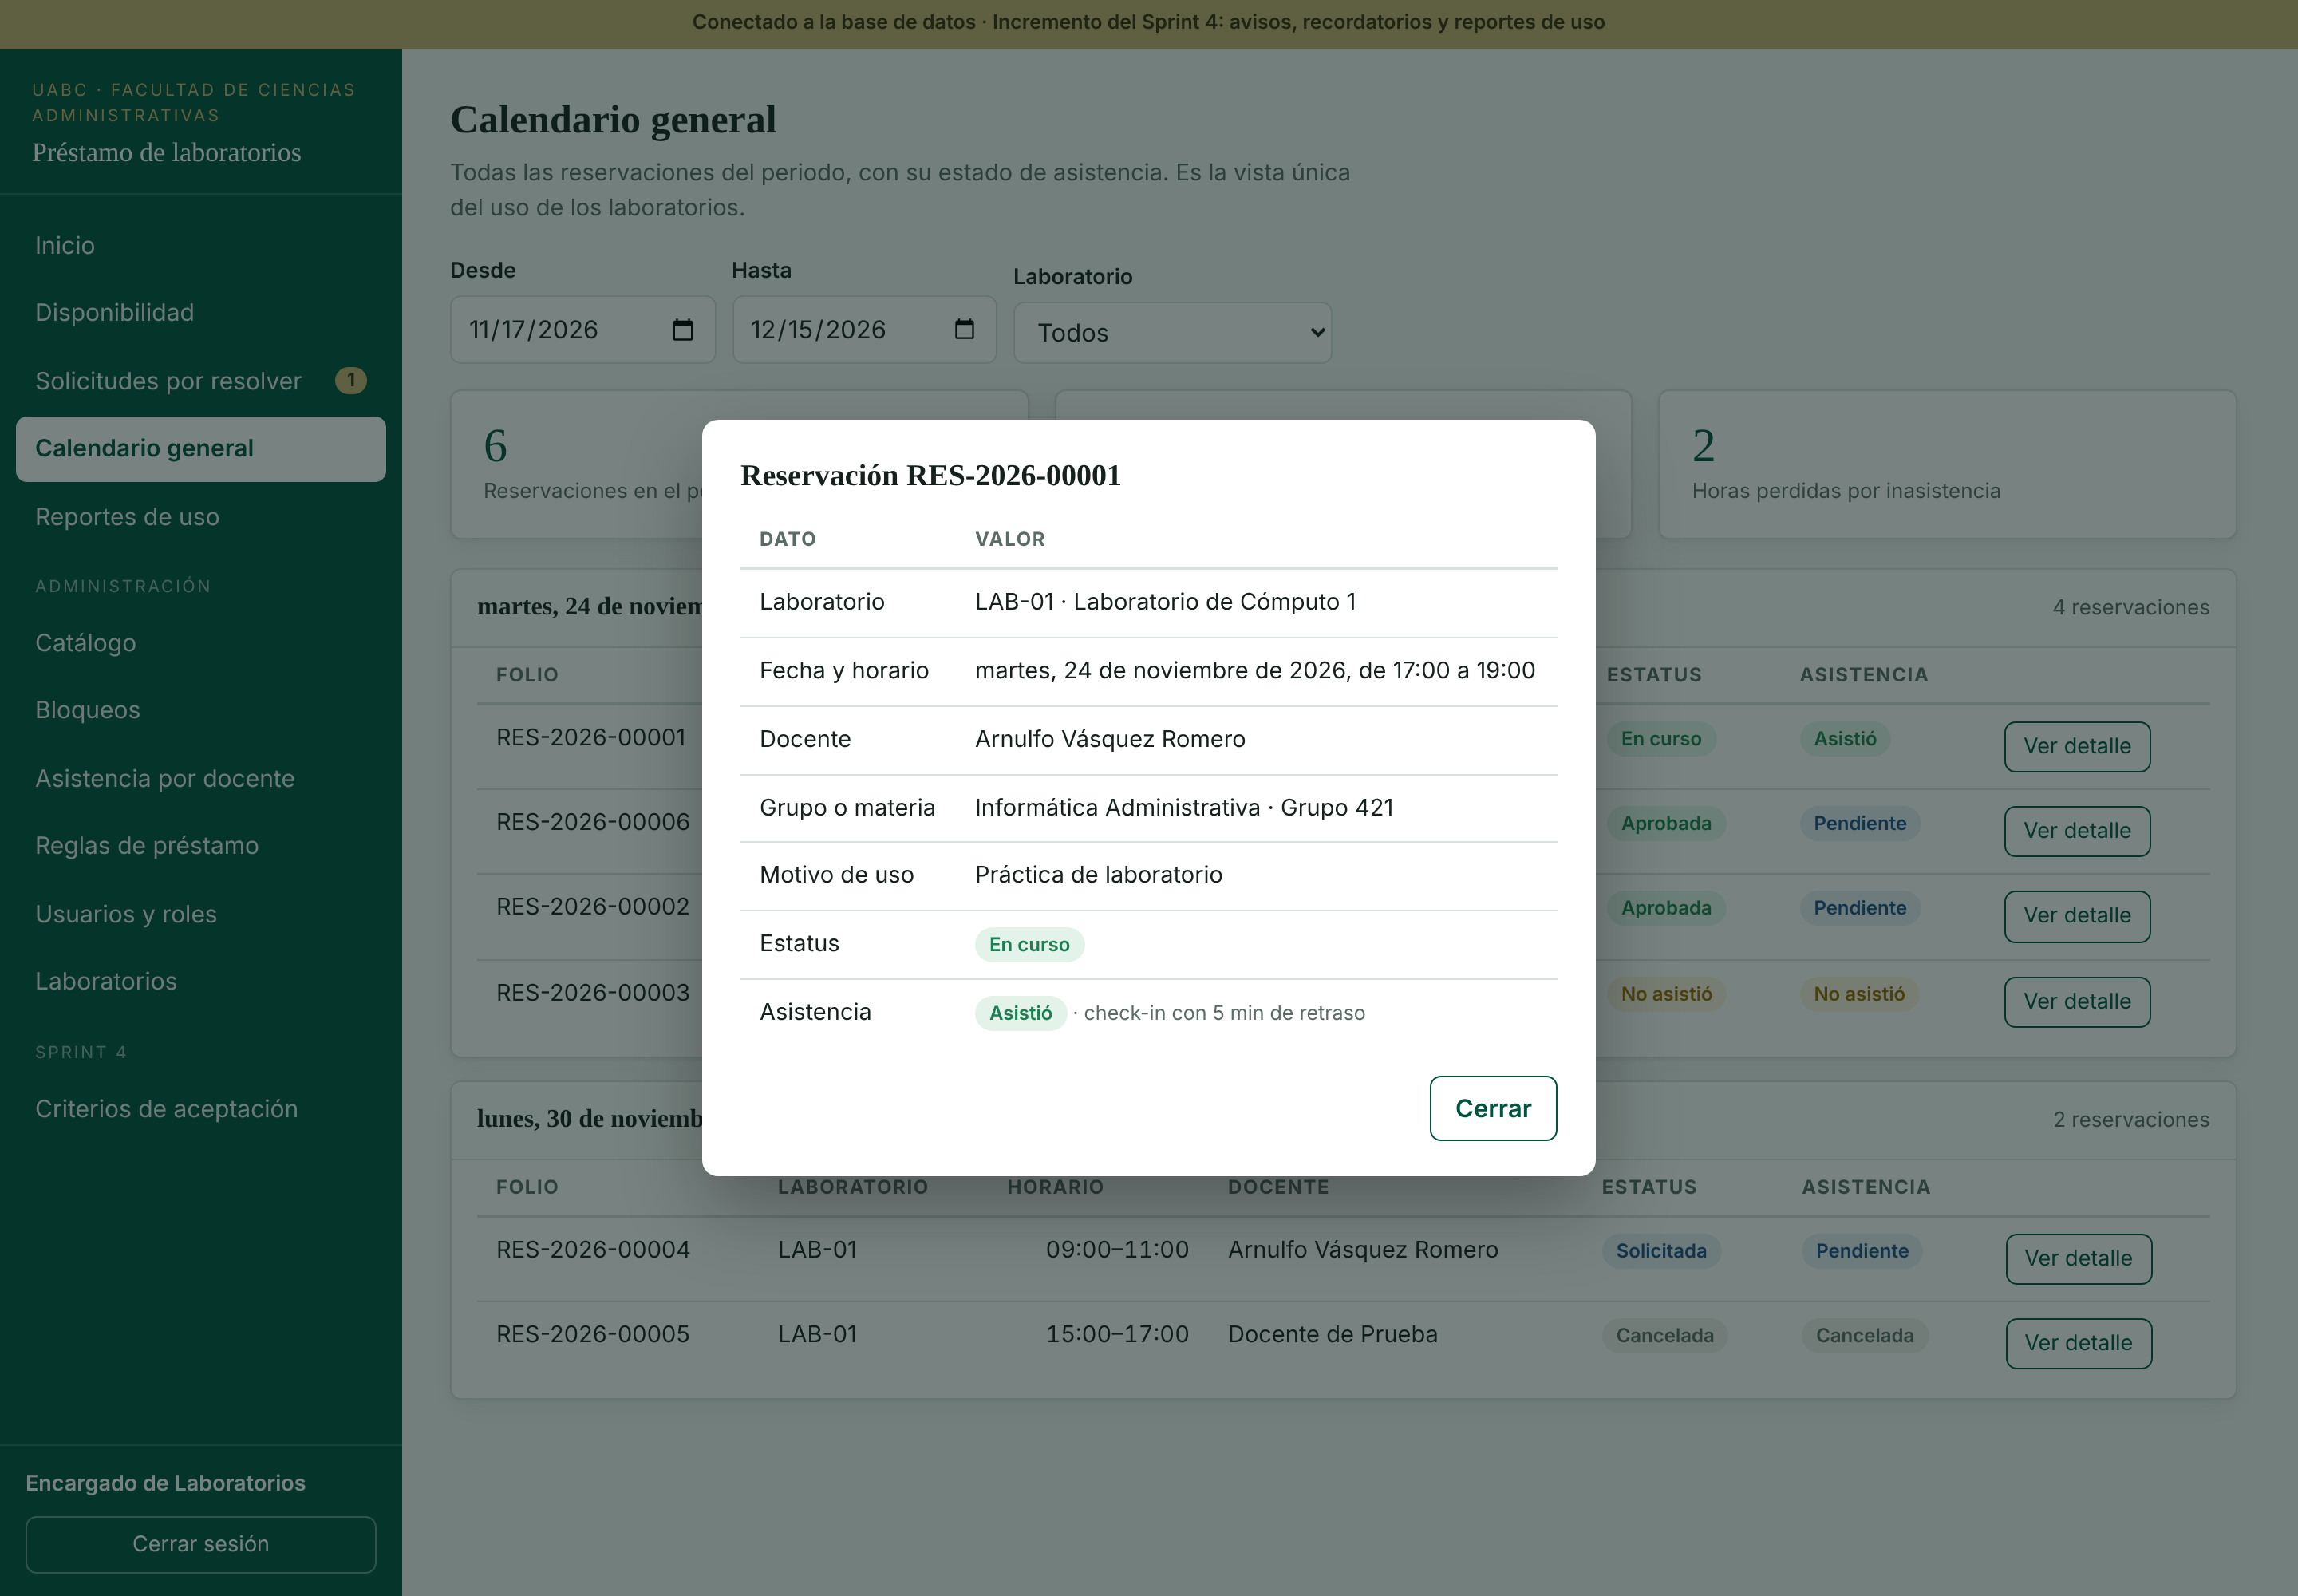 Conectado a la base de datos · Incremento del Sprint 4: avisos, recordatorios y reportes de uso
UABC · FACULTAD DE CIENCIAS
ADMINISTRATIVAS
Préstamo de laboratorios
Inicio
Disponibilidad
Solicitudes por resolver 1
Calendario general
Reportes de uso
ADMINISTRACIÓN
Catálogo
Bloqueos
Asistencia por docente
Reglas de préstamo
Usuarios y roles
Laboratorios
SPRINT 4
Criterios de aceptación
Encargado de Laboratorios
Cerrar sesión
Calendario general
Todas las reservaciones del periodo, con su estado de asistencia. Es la vista única
del uso de los laboratorios.
Desde Hasta Laboratorio
11/17/2026 12/15/2026 Todos
6 2
Reservaciones en el Horas perdidas por inasistencia
martes, 24 de 4 reservaciones
FOLIO ESTATUS ASISTENCIA
RES-2026-00001 En curso Asistió Ver detalle
RES-2026-00006 Aprobada Pendiente Ver detalle
RES-2026-00002 Aprobada Pendiente Ver detalle
RES-2026-00003 No asistió No asistió Ver detalle
lunes, 30 de 2 reservaciones
FOLIO LABORATORIO HORARIO DOCENTE ESTATUS ASISTENCIA
RES-2026-00004 LAB-01 09:00–11:00 Arnulfo Vásquez Romero Solicitada Pendiente Ver detalle
RES-2026-00005 LAB-01 15:00–17:00 Docente de Prueba Cancelada Cancelada Ver detalle
Reservación RES-2026-00001
DATO VALOR
Laboratorio LAB-01 · Laboratorio de Cómputo 1
Fecha y horario martes, 24 de noviembre de 2026, de 17:00 a 19:00
Docente Arnulfo Vásquez Romero
Grupo o materia Informática Administrativa · Grupo 421
Motivo de uso Práctica de laboratorio
Estatus En curso
Asistencia Asistió · check-in con 5 min de retraso
Cerrar